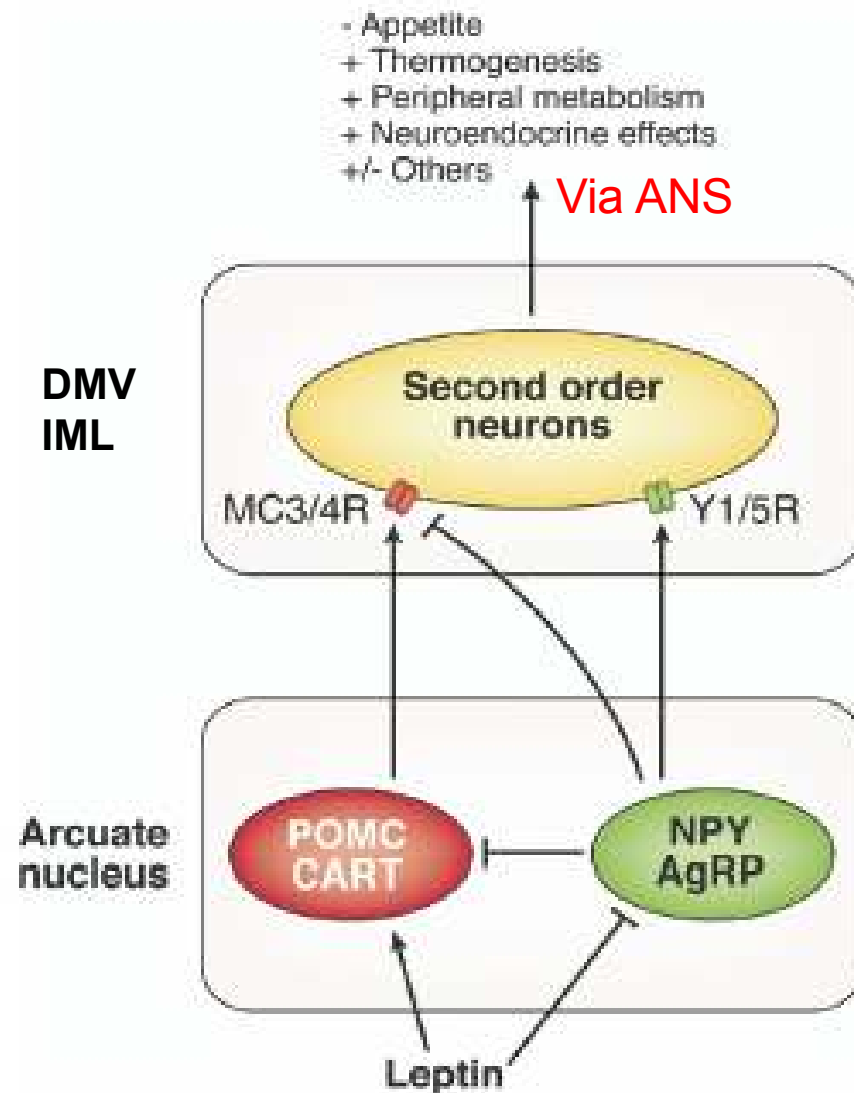 - Appetite
+ Thermogenesis
+ Peripheral metabolism
+ Neuroendocrine effects
+/- Others
Via ANS
DMV
IML
Second order
neurons
MC3/4R
Y1/5R
Arcuate
nucleus
POMC
CART
NPY
AgRP
Leptin